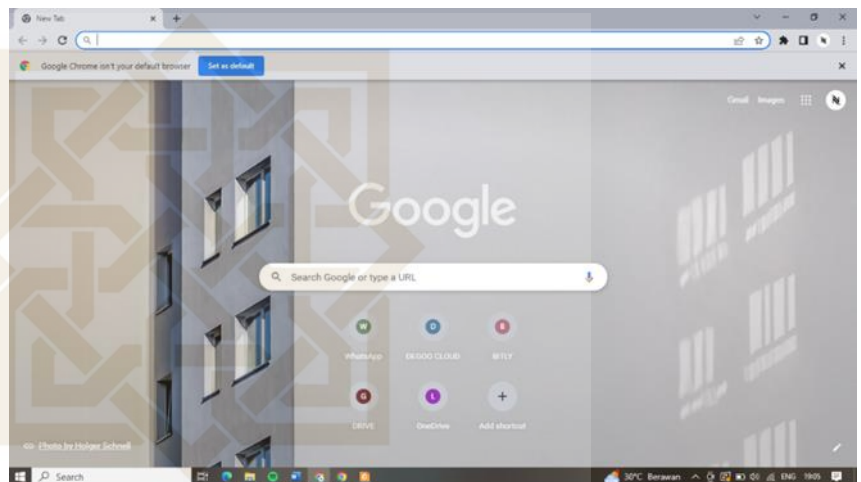 New Tab
Google Chrome isn't your default browser Set as default
Gmail Images
Google
Search Google or type a URL
W D B
WhatsApp DEGOO CLOUD BITLY
G L
DRIVE OneDrive Add shortcut
Photo by Holger Schnell
Search 30°C Berawan ENG 19:05